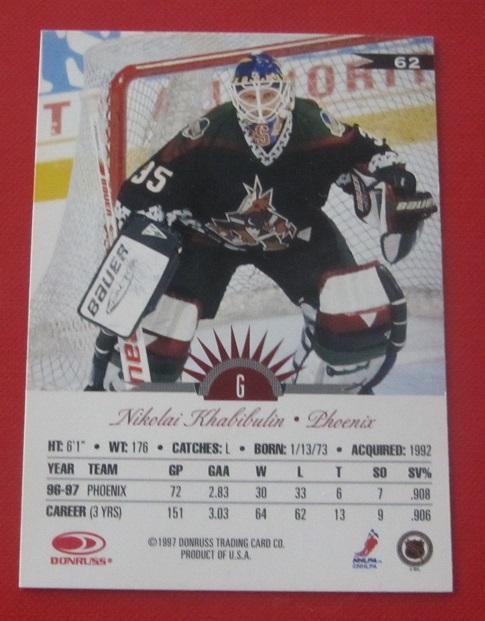 62
35
BAUER
BAUER
G
Nikolai Khabibulin • Phoenix
HT: 6'1" • WT: 176 • CATCHES: L • BORN: 1/13/73 • ACQUIRED: 1992
YEAR TEAM GP GAA W L T SO SV%
96-97 PHOENIX 72 2.83 30 33 6 7 .908
CAREER (3 YRS) 151 3.03 64 62 13 9 .906
DONRUSS
©1997 DONRUSS TRADING CARD CO.
PRODUCT OF U.S.A.